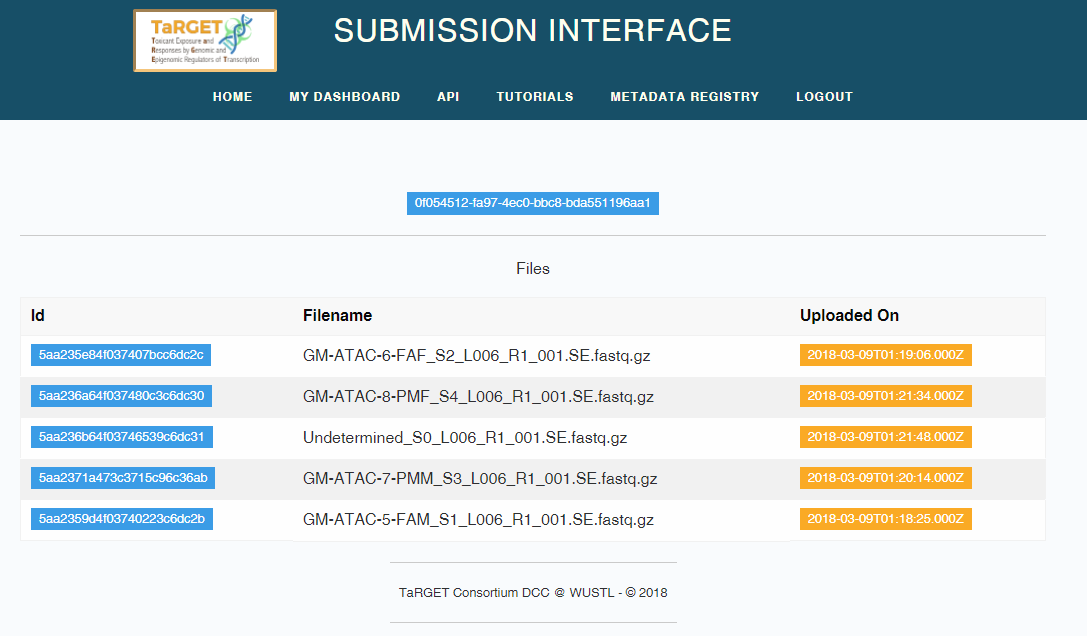 TaRGET
Toxicant Exposure and
Responses by Genomic and
Epigenomic Regulators of Transcription
SUBMISSION INTERFACE
HOME MY DASHBOARD API TUTORIALS METADATA REGISTRY LOGOUT
0f054512-fa97-4ec0-bbc8-bda551196aa1
Files
Id Filename Uploaded On
5aa235e84f037407bcc6dc2c GM-ATAC-6-FAF_S2_L006_R1_001.SE.fastq.gz 2018-03-09T01:19:06.000Z
5aa236a64f037480c3c6dc30 GM-ATAC-8-PMF_S4_L006_R1_001.SE.fastq.gz 2018-03-09T01:21:34.000Z
5aa236b64f03746539c6dc31 Undetermined_S0_L006_R1_001.SE.fastq.gz 2018-03-09T01:21:48.000Z
5aa2371a473c3715c96c36ab GM-ATAC-7-PMM_S3_L006_R1_001.SE.fastq.gz 2018-03-09T01:20:14.000Z
5aa2359d4f03740223c6dc2b GM-ATAC-5-FAM_S1_L006_R1_001.SE.fastq.gz 2018-03-09T01:18:25.000Z
TaRGET Consortium DCC @ WUSTL - © 2018